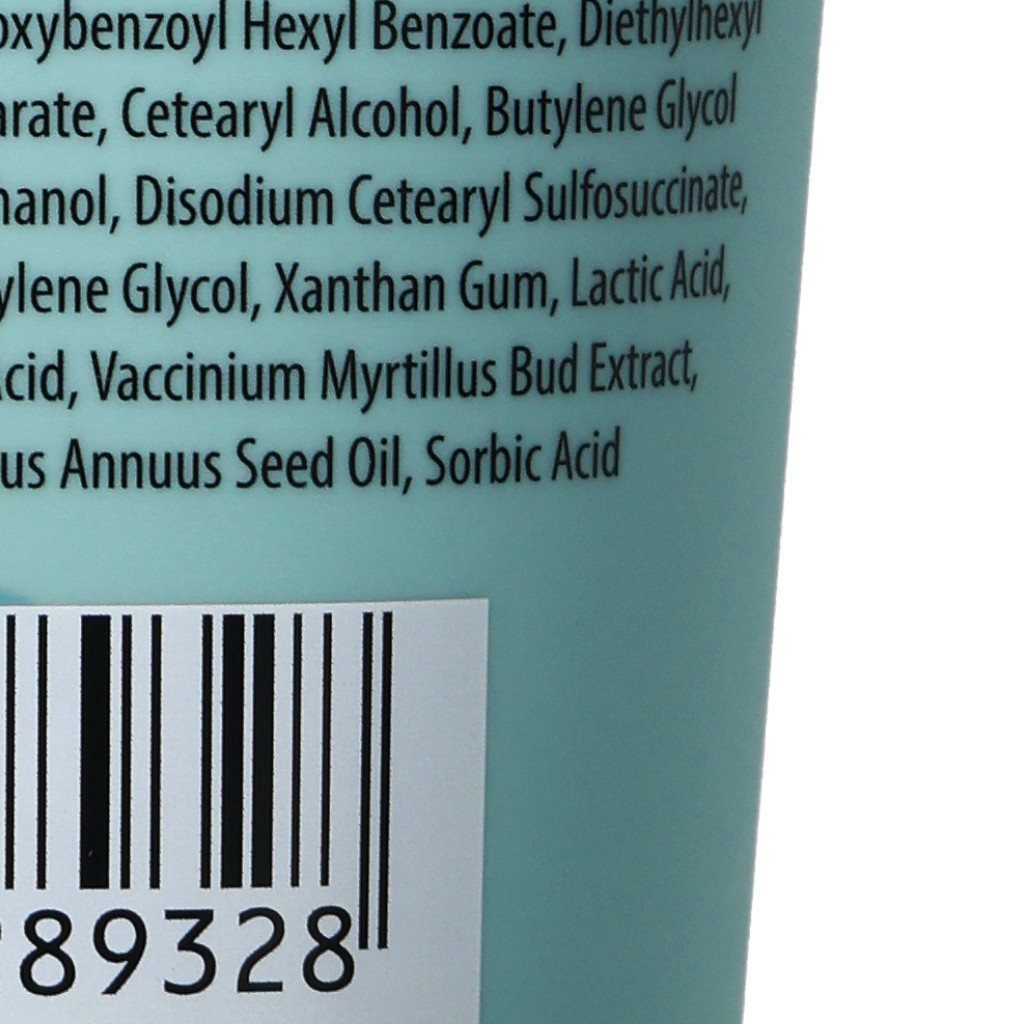 oxybenzoyl Hexyl Benzoate, Diethylhexyl
arate, Cetearyl Alcohol, Butylene Glycol
hanol, Disodium Cetearyl Sulfosuccinate,
ylene Glycol, Xanthan Gum, Lactic Acid,
Acid, Vaccinium Myrtillus Bud Extract,
us Annuus Seed Oil, Sorbic Acid
89328